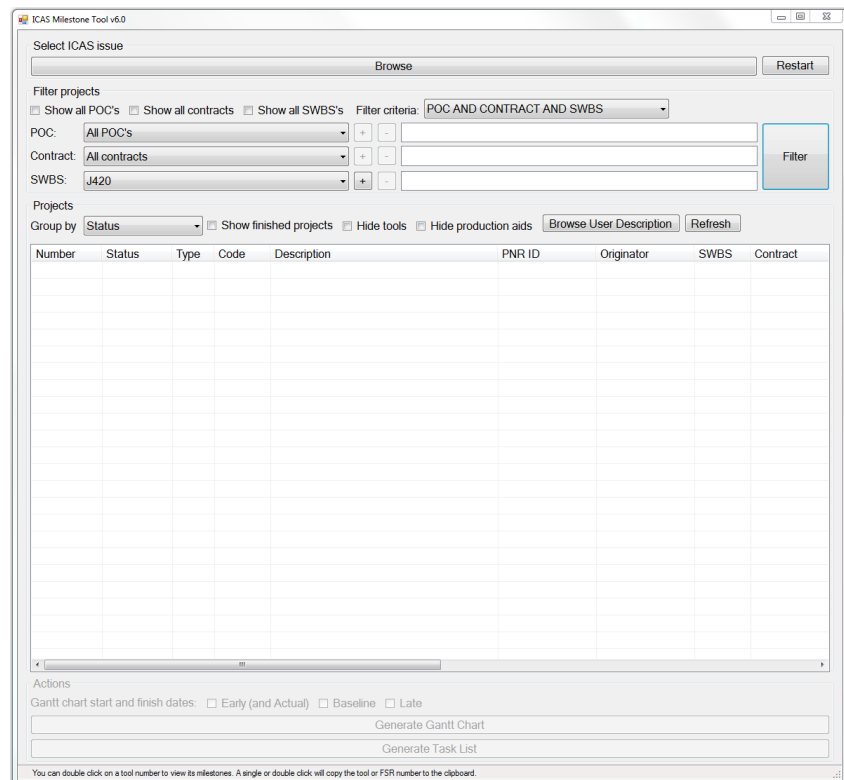 ICAS Milestone Tool v6.0
Select ICAS issue
Browse Restart
Filter projects
Show all POC's Show all contracts Show all SWBS's Filter criteria: POC AND CONTRACT AND SWBS
POC: All POC's + -
Contract: All contracts + - Filter
SWBS: J420 + -
Projects
Group by Status Show finished projects Hide tools Hide production aids Browse User Description Refresh
Number Status Type Code Description PNR ID Originator SWBS Contract
Actions
Gantt chart start and finish dates: Early (and Actual) Baseline Late
Generate Gantt Chart
Generate Task List
You can double click on a tool number to view its milestones. A single or double click will copy the tool or FSR number to the clipboard.